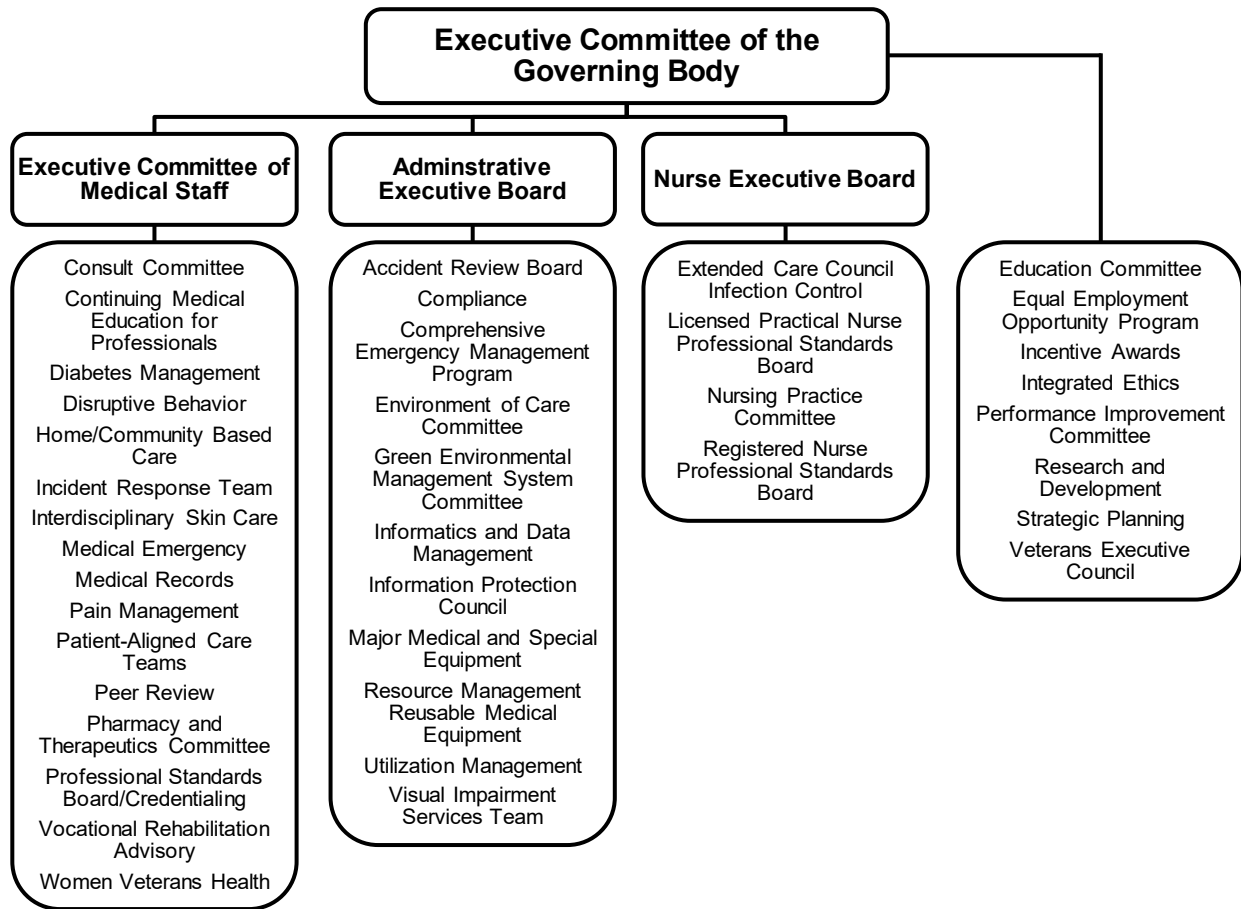 Executive Committee of the
Governing Body
Executive Committee of
Medical Staff
Adminstrative
Executive Board
Nurse Executive Board
Consult Committee
Continuing Medical
Education for
Professionals
Diabetes Management
Disruptive Behavior
Home/Community Based
Care
Incident Response Team
Interdisciplinary Skin Care
Medical Emergency
Medical Records
Pain Management
Patient-Aligned Care
Teams
Peer Review
Pharmacy and
Therapeutics Committee
Professional Standards
Board/Credentialing
Vocational Rehabilitation
Advisory
Women Veterans Health
Accident Review Board
Compliance
Comprehensive
Emergency Management
Program
Environment of Care
Committee
Green Environmental
Management System
Committee
Informatics and Data
Management
Information Protection
Council
Major Medical and Special
Equipment
Resource Management
Reusable Medical
Equipment
Utilization Management
Visual Impairment
Services Team
Extended Care Council
Infection Control
Licensed Practical Nurse
Professional Standards
Board
Nursing Practice
Committee
Registered Nurse
Professional Standards
Board
Education Committee
Equal Employment
Opportunity Program
Incentive Awards
Integrated Ethics
Performance Improvement
Committee
Research and
Development
Strategic Planning
Veterans Executive
Council